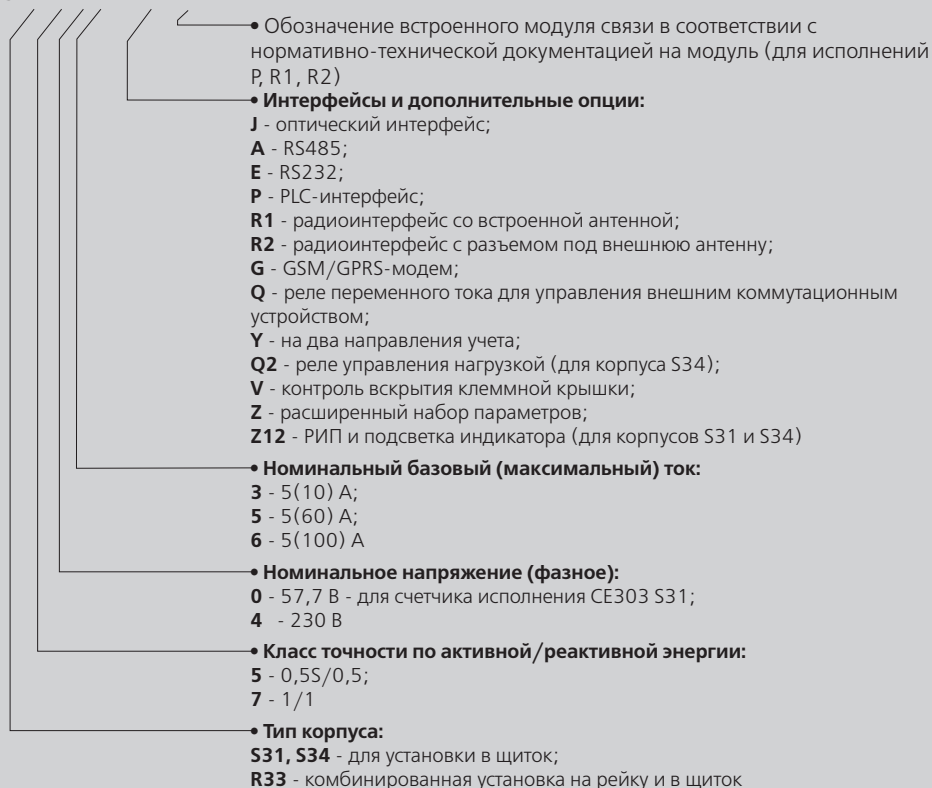 • Обозначение встроенного модуля связи в соответствии с
нормативно-технической документацией на модуль (для исполнений
P, R1, R2)
• Интерфейсы и дополнительные опции:
J - оптический интерфейс;
A - RS485;
E - RS232;
P - PLC-интерфейс;
R1 - радиоинтерфейс со встроенной антенной;
R2 - радиоинтерфейс с разъемом под внешнюю антенну;
G - GSM/GPRS-модем;
Q - реле переменного тока для управления внешним коммутационным
устройством;
Y - на два направления учета;
Q2 - реле управления нагрузкой (для корпуса S34);
V - контроль вскрытия клеммной крышки;
Z - расширенный набор параметров;
Z12 - РИП и подсветка индикатора (для корпусов S31 и S34)
• Номинальный базовый (максимальный) ток:
3 - 5(10) А;
5 - 5(60) А;
6 - 5(100) А
• Номинальное напряжение (фазное):
0 - 57,7 В - для счетчика исполнения CE303 S31;
4 - 230 В
• Класс точности по активной/реактивной энергии:
5 - 0,5S/0,5;
7 - 1/1
• Тип корпуса:
S31, S34 - для установки в щиток;
R33 - комбинированная установка на рейку и в щиток